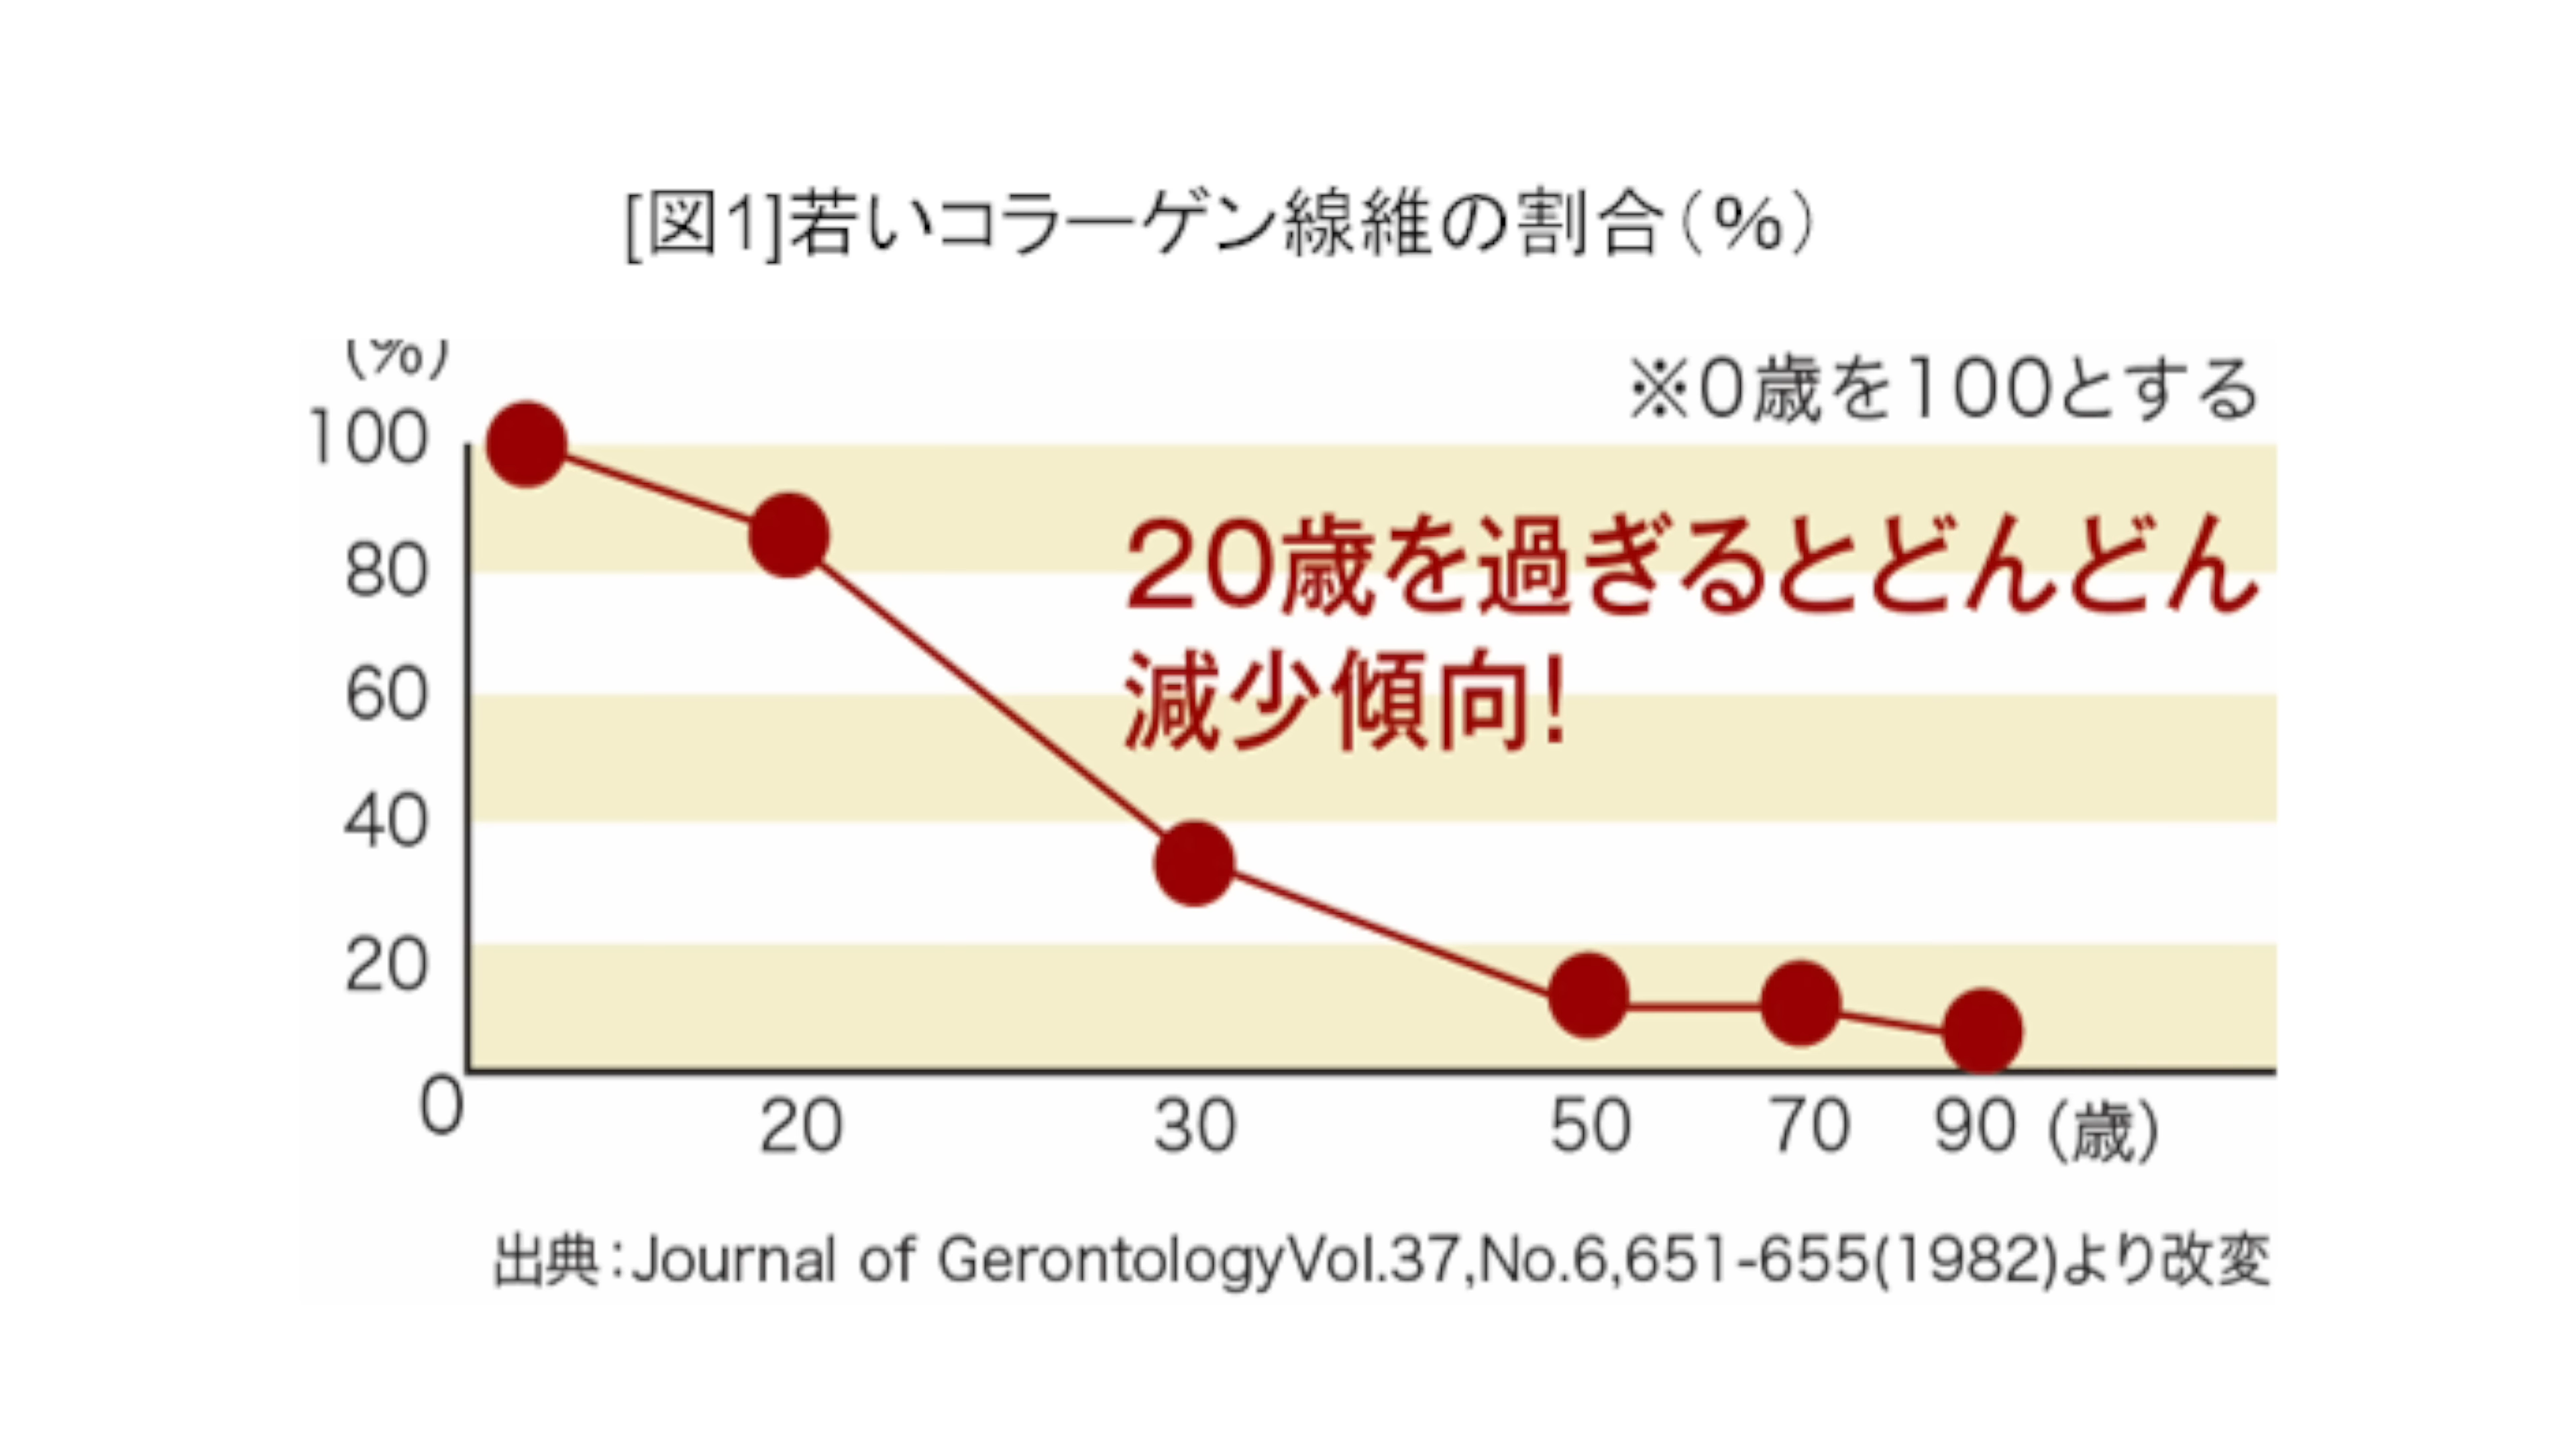 [図1]若いコラーゲン線維の割合(%)
(%)
※0歳を100とする
100
80
60
40
20
0
20歳を過ぎるとどんどん
減少傾向!
20 30 50 70 90 (歳)
出典:Journal of GerontologyVol.37,No.6,651-655(1982)より改変